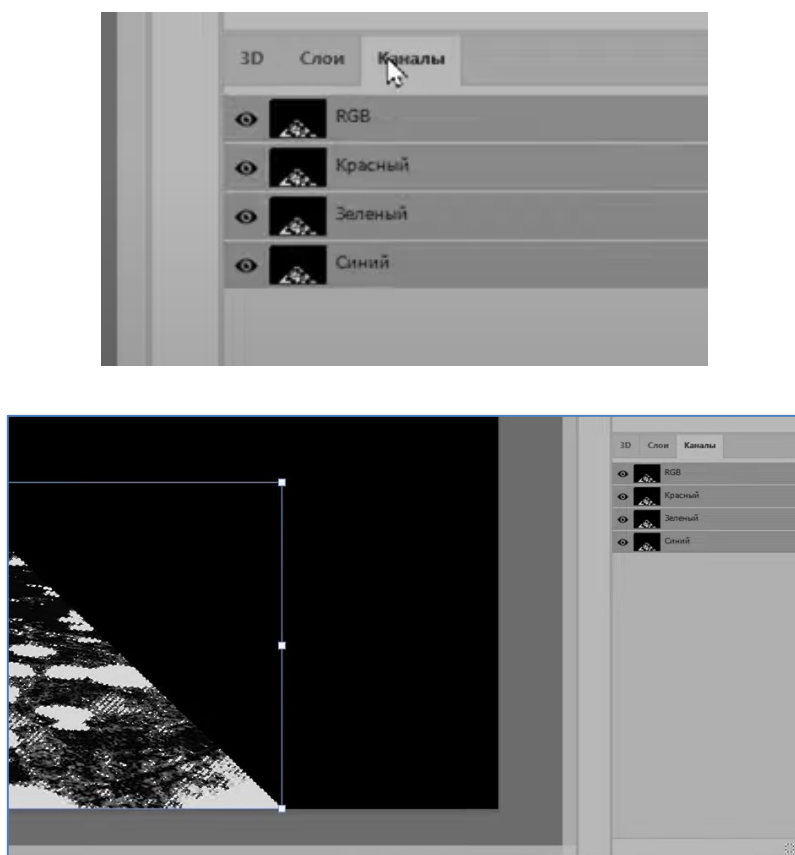 3D Слои Каналы
RGB
Красный
Зеленый
Синий
3D Слои Каналы
RGB
Красный
Зеленый
Синий